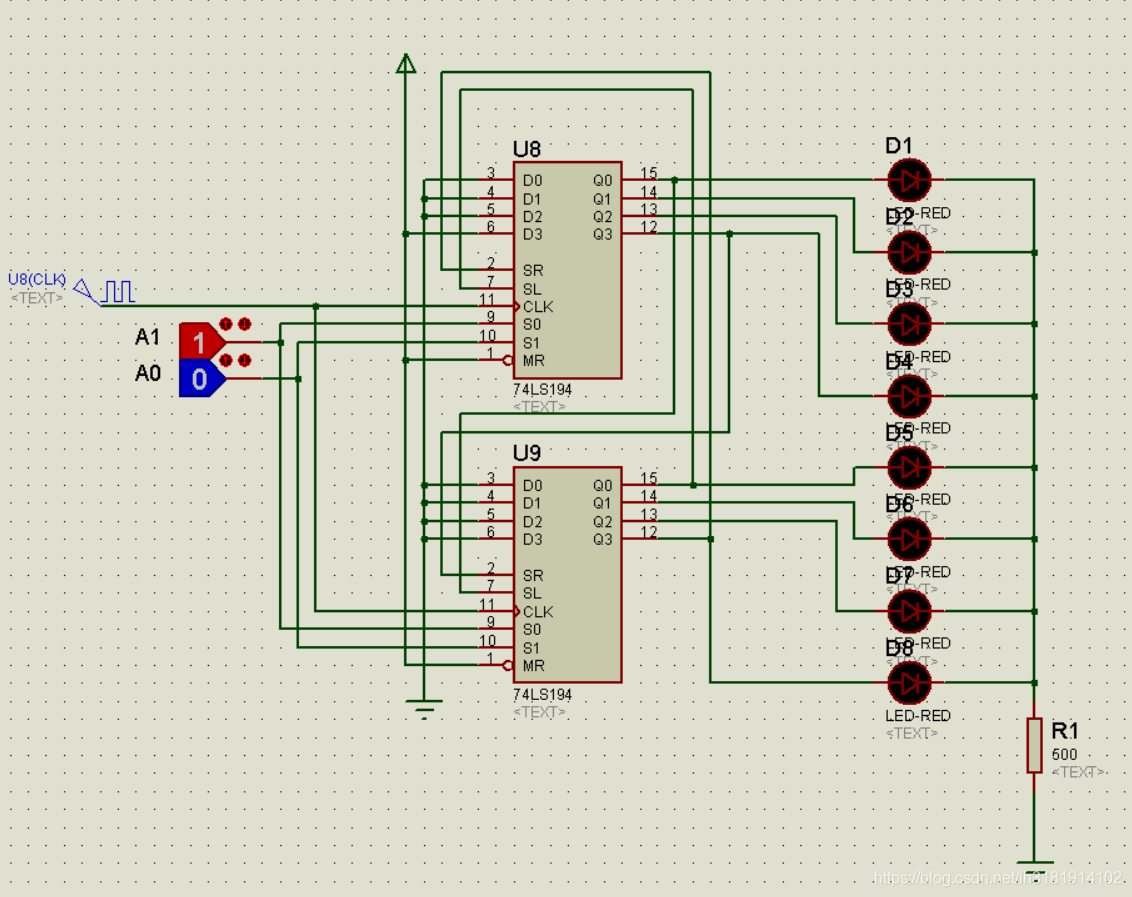 U8
3 D0 Q0 15
4 D1 Q1 14
5 D2 Q2 13
6 D3 Q3 12
2 SR
7 SL
11 CLK
9 S0
10 S1
1 MR
74LS194
<TEXT>
U8(CLK)
<TEXT>
A1 1
A0 0
U9
3 D0 Q0 15
4 D1 Q1 14
5 D2 Q2 13
6 D3 Q3 12
2 SR
7 SL
11 CLK
9 S0
10 S1
1 MR
74LS194
<TEXT>
D1
LED-RED
<TEXT>
D2
LED-RED
<TEXT>
D3
LED-RED
<TEXT>
D4
LED-RED
<TEXT>
D5
LED-RED
<TEXT>
D6
LED-RED
<TEXT>
D7
LED-RED
<TEXT>
D8
LED-RED
<TEXT>
R1
500
<TEXT>